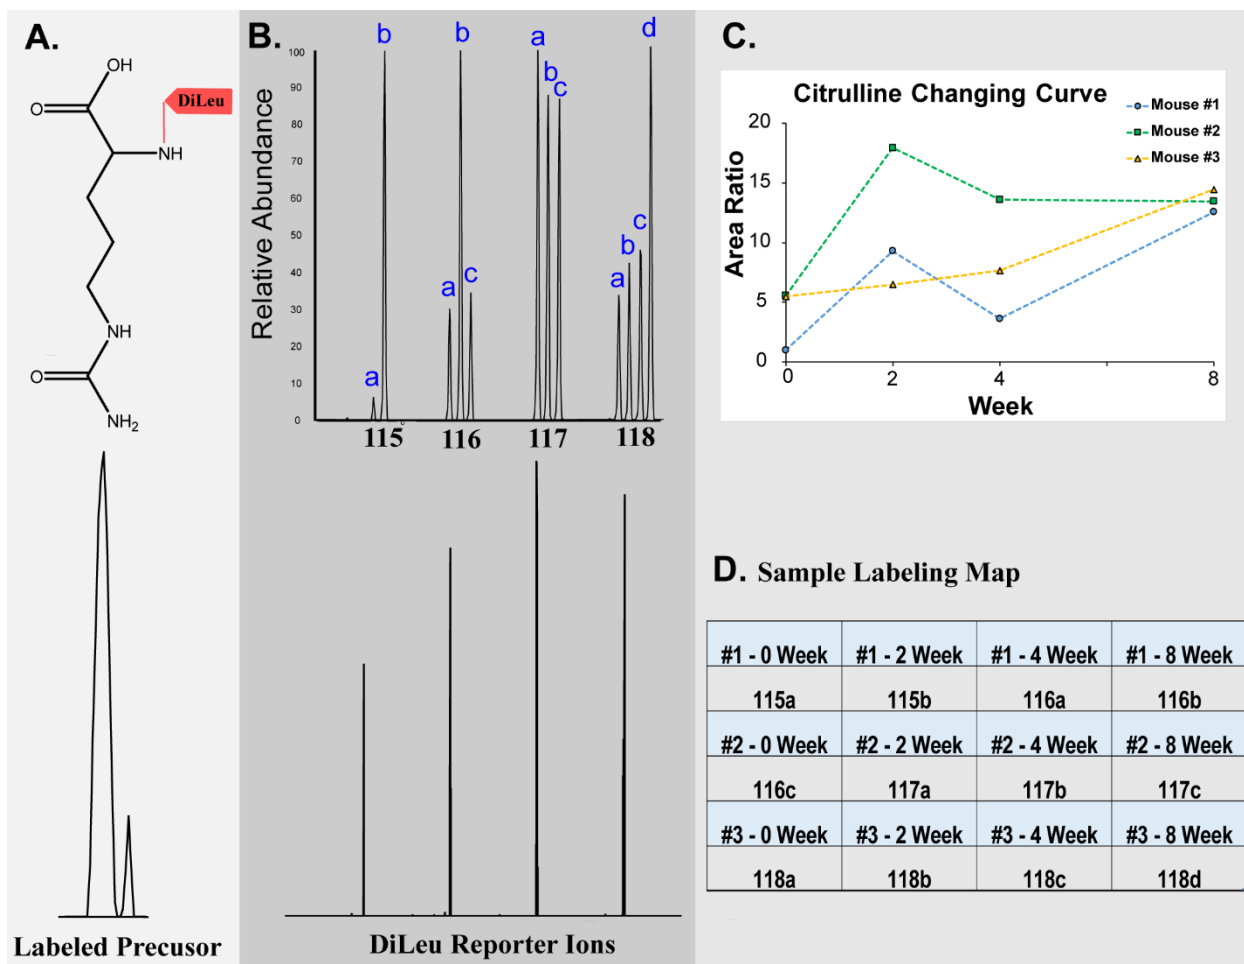 A.
OH
O
DiLeu
NH
NH
O
NH2
Labeled Precusor
B.
Relative Abundance
100
90
80
70
60
50
40
30
20
10
0
a
b
a
b
c
a
b
c
a
b
c
d
115
116
117
118
DiLeu Reporter Ions
C.
Citrulline Changing Curve
Mouse #1
Mouse #2
Mouse #3
Area Ratio
20
15
10
5
0
0
2
4
8
Week
D. Sample Labeling Map
#1 - 0 Week #1 - 2 Week #1 - 4 Week #1 - 8 Week
115a 115b 116a 116b
#2 - 0 Week #2 - 2 Week #2 - 4 Week #2 - 8 Week
116c 117a 117b 117c
#3 - 0 Week #3 - 2 Week #3 - 4 Week #3 - 8 Week
118a 118b 118c 118d